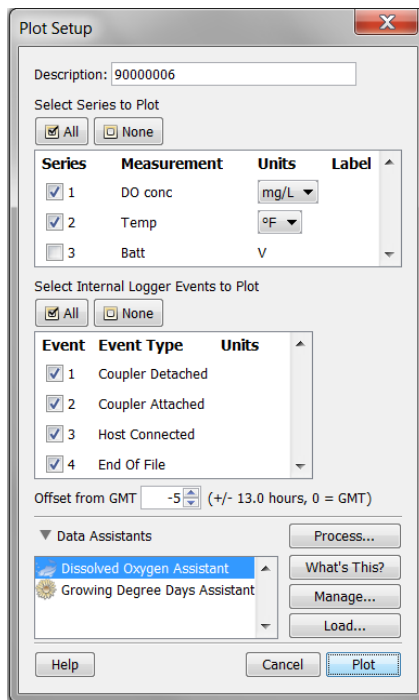 Plot Setup
Description: 90000006
Select Series to Plot
All None
Series Measurement Units Label
1 DO conc mg/L
2 Temp ºF
3 Batt V
Select Internal Logger Events to Plot
All None
Event Event Type Units
1 Coupler Detached
2 Coupler Attached
3 Host Connected
4 End Of File
Offset from GMT -5 (+/- 13.0 hours, 0 = GMT)
Data Assistants Process...
Dissolved Oxygen Assistant What's This?
Growing Degree Days Assistant Manage...
Load...
Help Cancel Plot